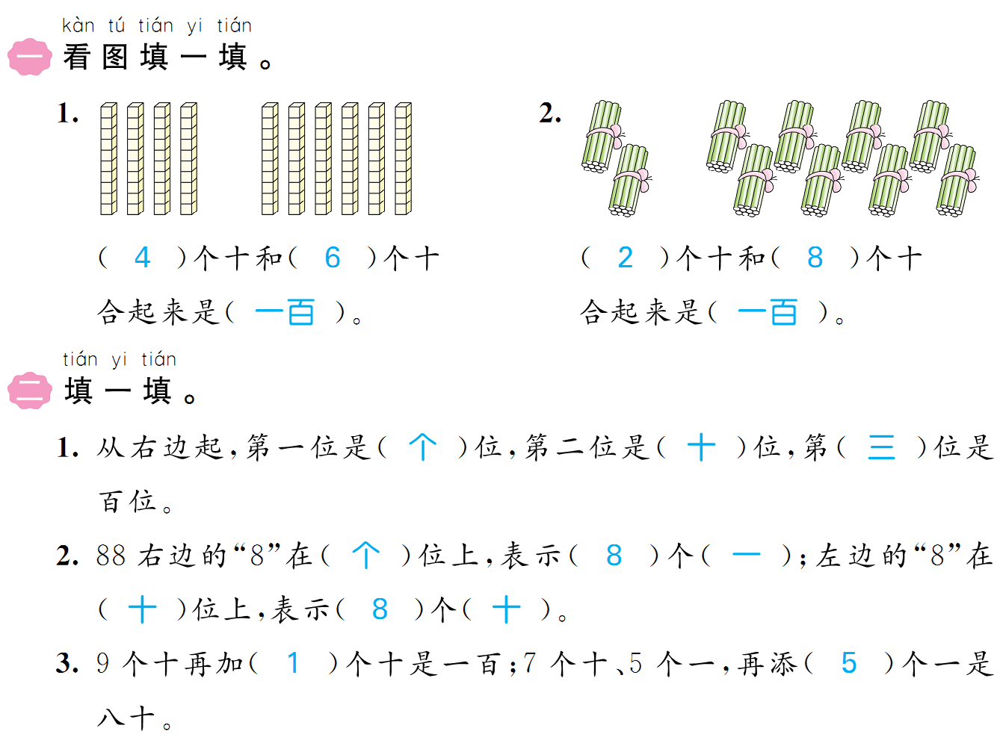 kàn tú tián yi tián
一 看图填一填。
1. 2.
( 4 )个十和( 6 )个十 ( 2 )个十和( 8 )个十
合起来是( 一百 )。 合起来是( 一百 )。
tián yi tián
二 填一填。
1. 从右边起,第一位是( 个 )位,第二位是( 十 )位,第( 三 )位是
百位。
2. 88 右边的“8”在( 个 )位上,表示( 8 )个( 一 );左边的“8”在
( 十 )位上,表示( 8 )个( 十 )。
3. 9 个十再加( 1 )个十是一百;7 个十、5 个一,再添( 5 )个一是
八十。